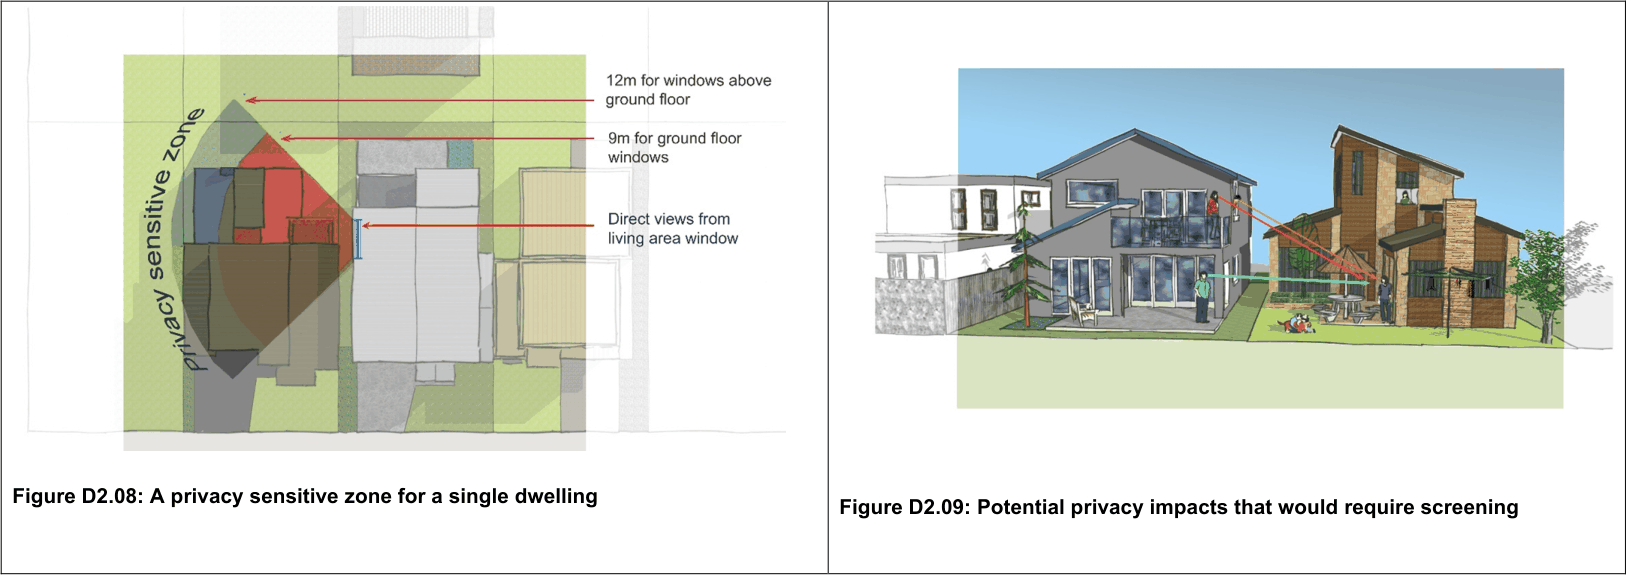 12m for windows above
ground floor
9m for ground floor
windows
Direct views from
living area window
privacy sensitive zone
Figure D2.08: A privacy sensitive zone for a single dwelling
Figure D2.09: Potential privacy impacts that would require screening